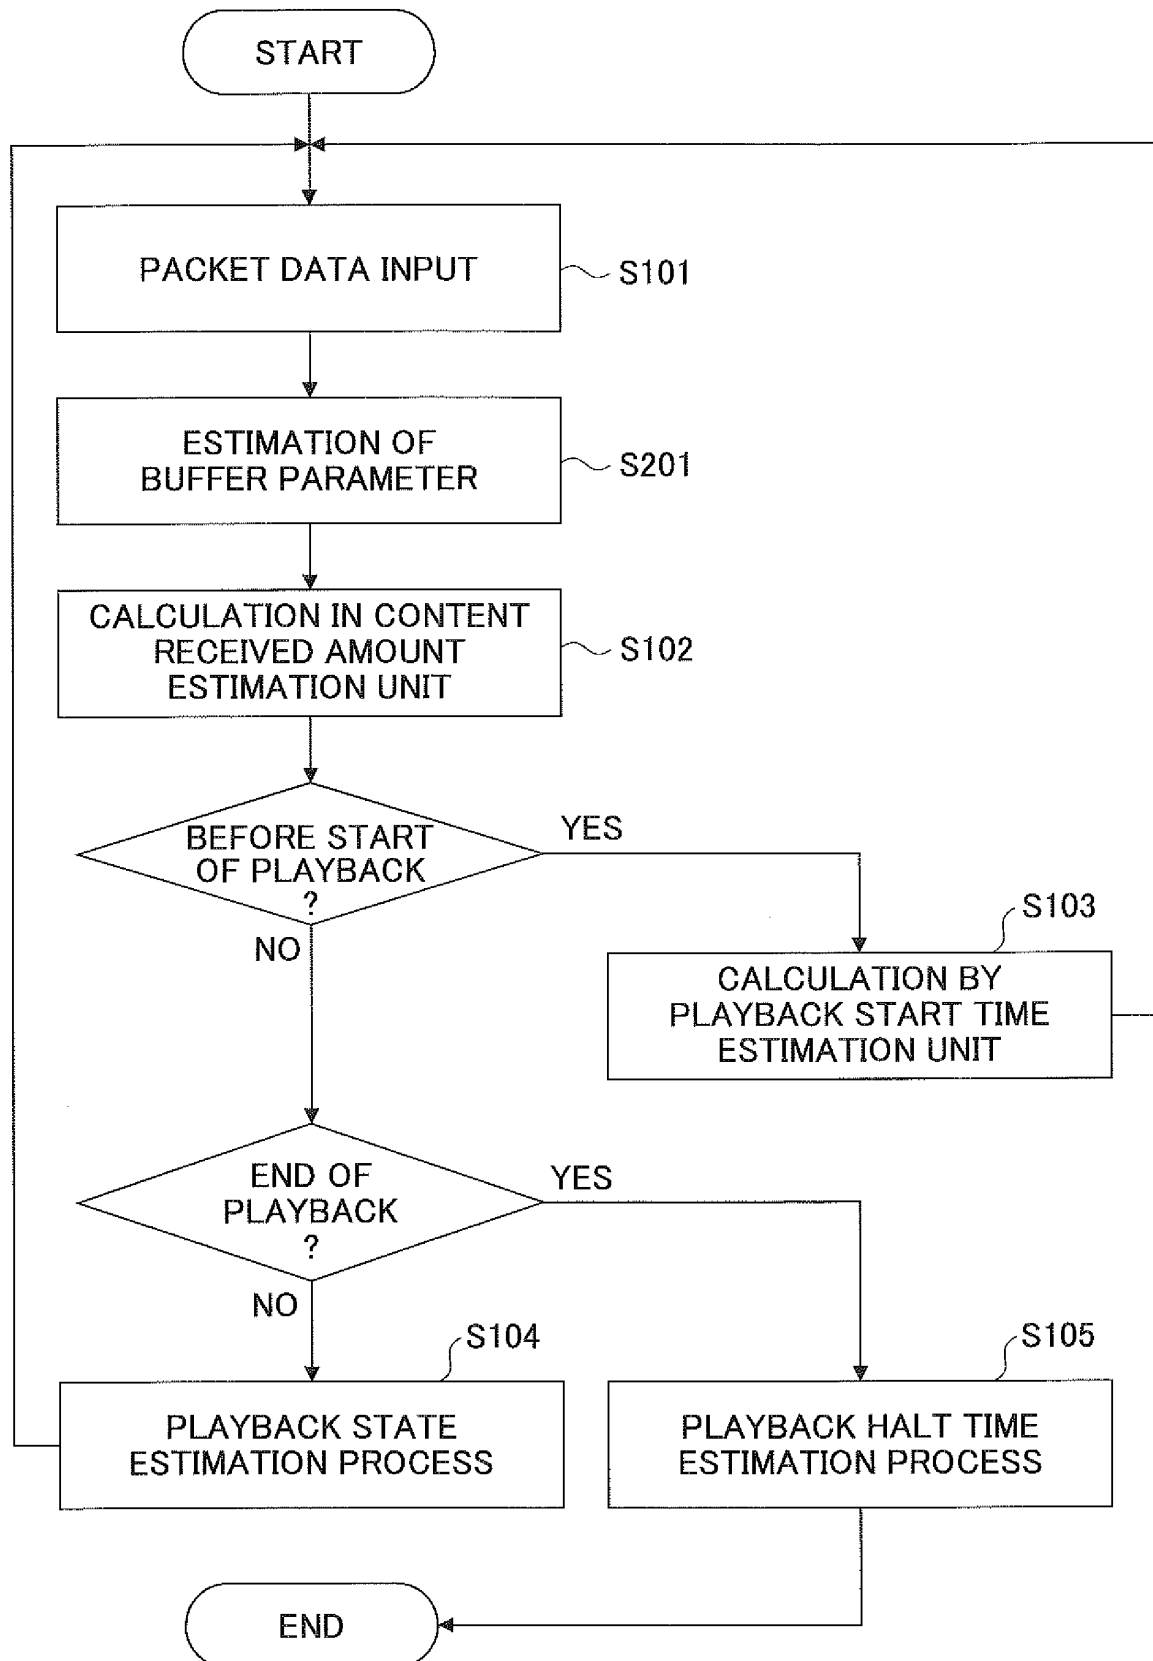 START
PACKET DATA INPUT
S101
ESTIMATION OF
BUFFER PARAMETER
S201
CALCULATION IN CONTENT
RECEIVED AMOUNT
ESTIMATION UNIT
S102
BEFORE START
OF PLAYBACK
?
YES
NO
S103
CALCULATION BY
PLAYBACK START TIME
ESTIMATION UNIT
END OF
PLAYBACK
?
YES
NO
S104
PLAYBACK STATE
ESTIMATION PROCESS
S105
PLAYBACK HALT TIME
ESTIMATION PROCESS
END